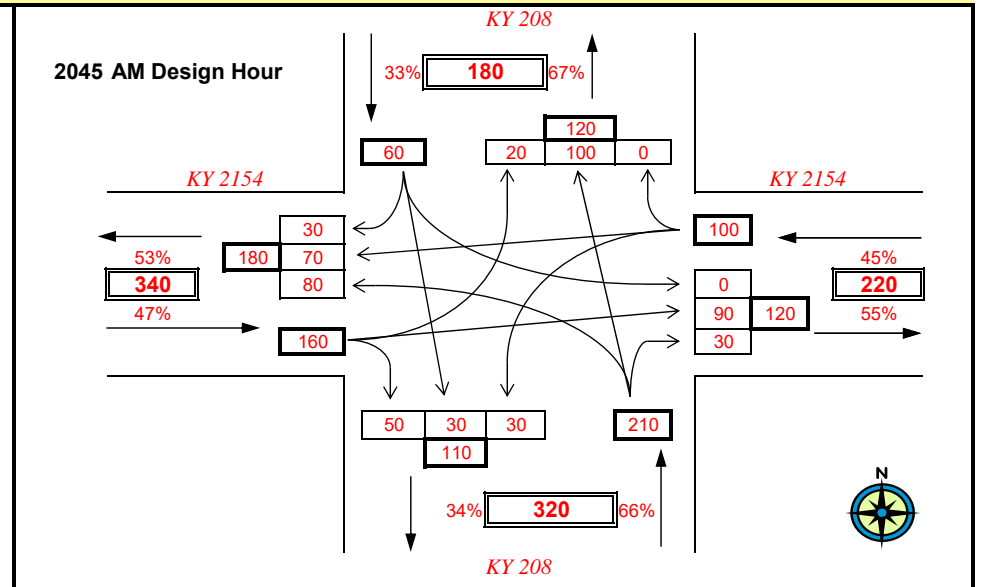 KY 208
2045 AM Design Hour
33% 180 67%
120
60 20 100 0
KY 2154 KY 2154
30 100
53% 180 70 45%
340 80 0 220
47% 90 120 55%
160 30
50 30 30 210
110
N
34% 320 66%
KY 208